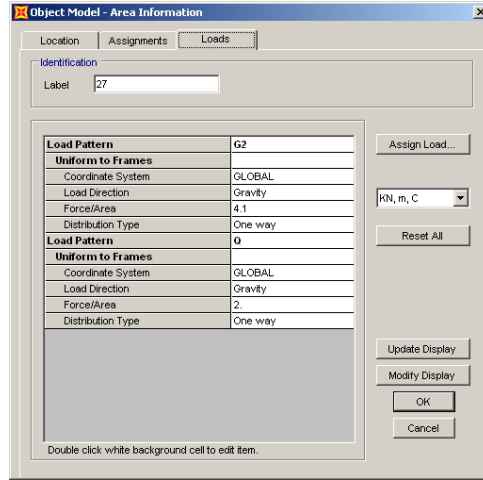 Object Model - Area Information
Location Assignments Loads
Identification
Label 27
Load Pattern G2
Uniform to Frames
Coordinate System GLOBAL
Load Direction Gravity
Force/Area 4.1
Distribution Type One way
Load Pattern Q
Uniform to Frames
Coordinate System GLOBAL
Load Direction Gravity
Force/Area 2.
Distribution Type One way
Double click white background cell to edit item.
Assign Load...
KN, m, C
Reset All
Update Display
Modify Display
OK
Cancel